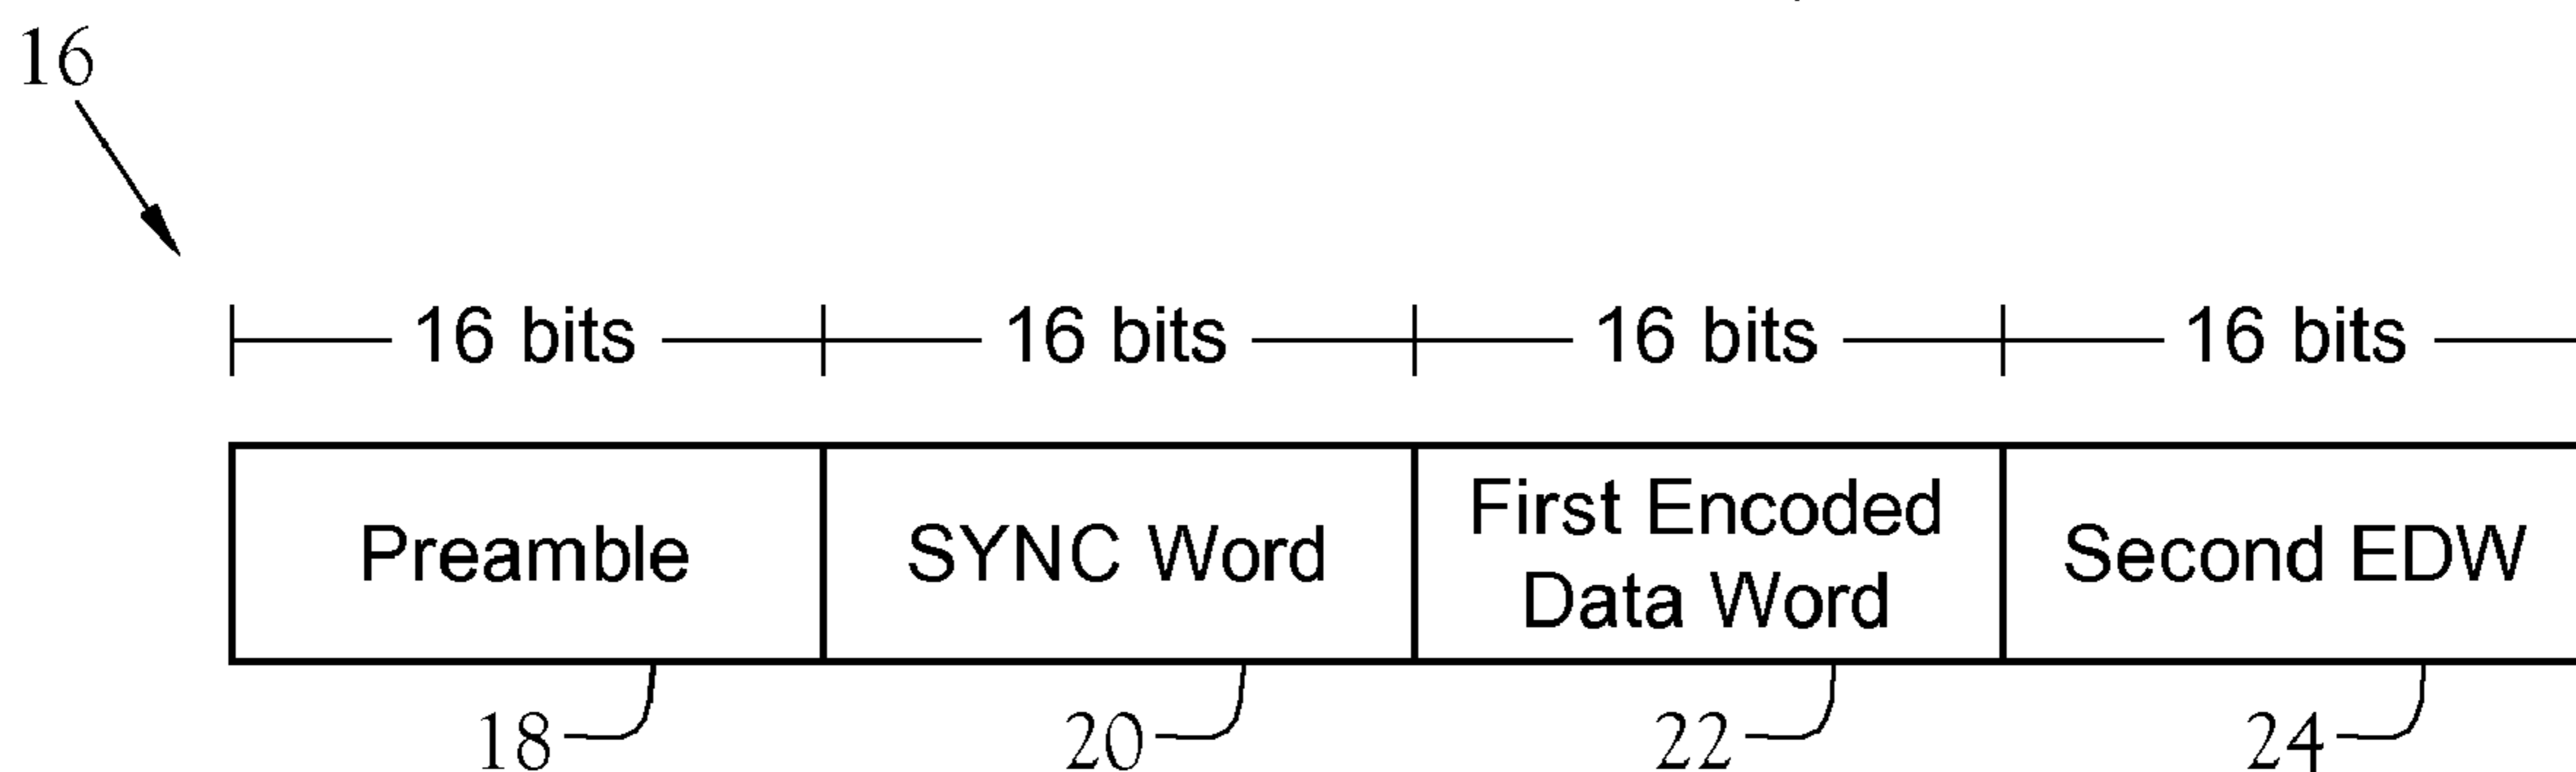 16
16 bits 16 bits 16 bits 16 bits
Preamble SYNC Word First Encoded Data Word Second EDW
18 20 22 24